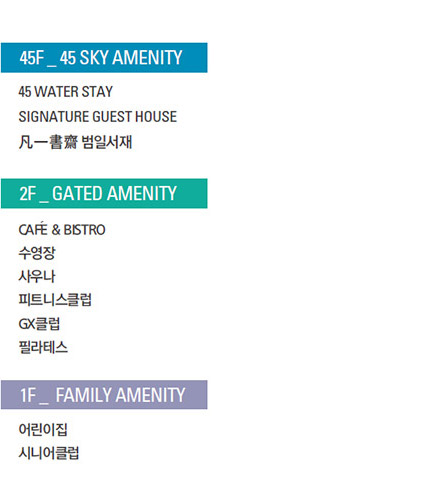 45F _ 45 SKY AMENITY
45 WATER STAY
SIGNATURE GUEST HOUSE
凡一書齋 범일서재
2F _ GATED AMENITY
CAFÉ & BISTRO
수영장
사우나
피트니스클럽
GX클럽
필라테스
1F _ FAMILY AMENITY
어린이집
시니어클럽